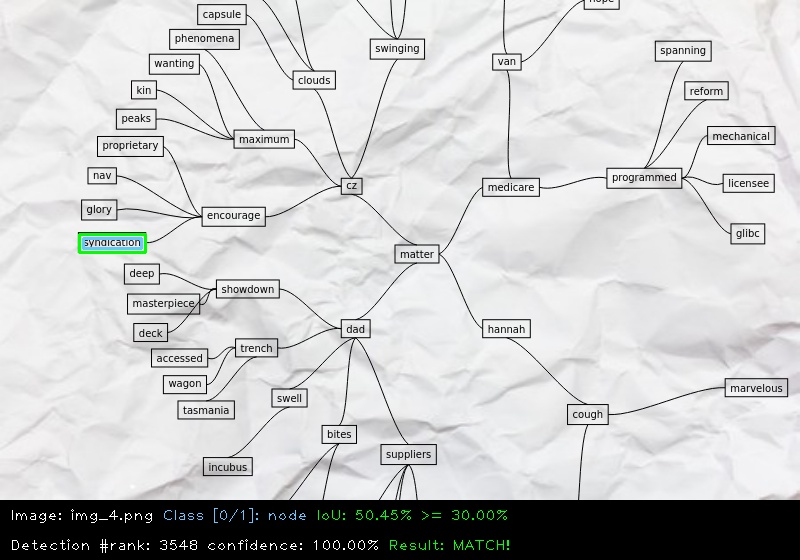 hope
capsule
phenomena
swinging
spanning
wanting
van
clouds
kin
reform
peaks
maximum
mechanical
proprietary
nav
programmed
licensee
cz
medicare
glory
encourage
glibc
syndication
matter
deep
showdown
masterpiece
deck
dad
hannah
accessed
trench
wagon
marvelous
swell
tasmania
cough
bites
suppliers
incubus
Image: img_4.png Class [0/1]: node IoU: 50.45% >= 30.00%
Detection #rank: 3548 confidence: 100.00% Result: MATCH!